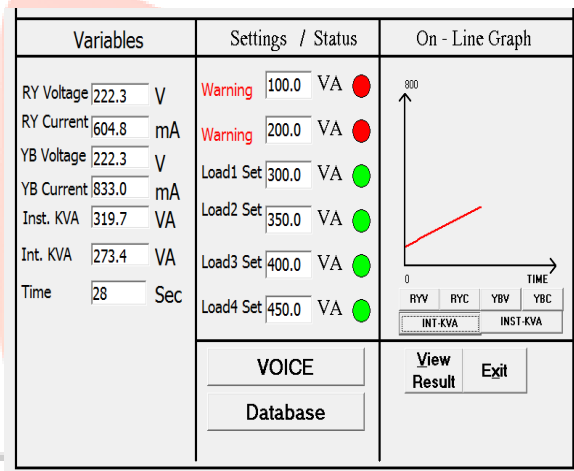 Variables
RY Voltage 222.3 V
RY Current 604.8 mA
YB Voltage 222.3 V
YB Current 833.0 mA
Inst. KVA 319.7 VA
Int. KVA 273.4 VA
Time 28 Sec
Settings / Status
Warning 100.0 VA
Warning 200.0 VA
Load1 Set 300.0 VA
Load2 Set 350.0 VA
Load3 Set 400.0 VA
Load4 Set 450.0 VA
VOICE
Database
On - Line Graph
800
0 TIME
RYV RYC YBV YBC
INT-KVA INST-KVA
View Exit
Result